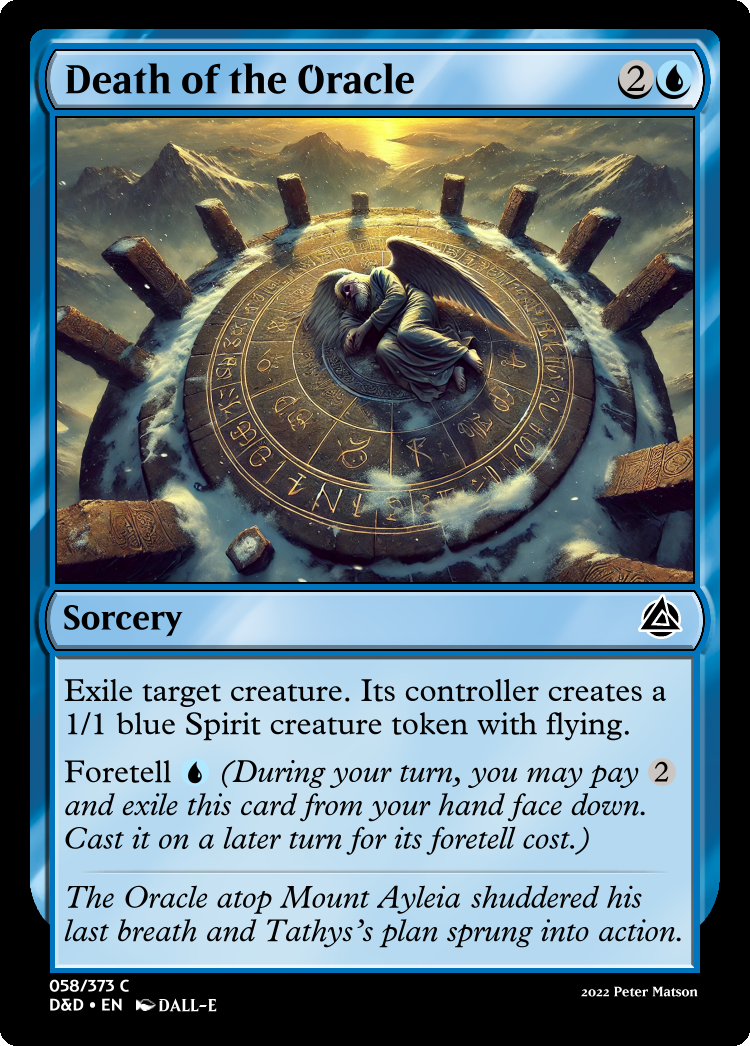 Death of the Oracle 2
Sorcery
Exile target creature. Its controller creates a
1/1 blue Spirit creature token with flying.
Foretell (During your turn, you may pay 2
and exile this card from your hand face down.
Cast it on a later turn for its foretell cost.)
The Oracle atop Mount Ayleia shuddered his
last breath and Tathys's plan sprung into action.
058/373 C
D&D • EN DALL-E
2022 Peter Matson